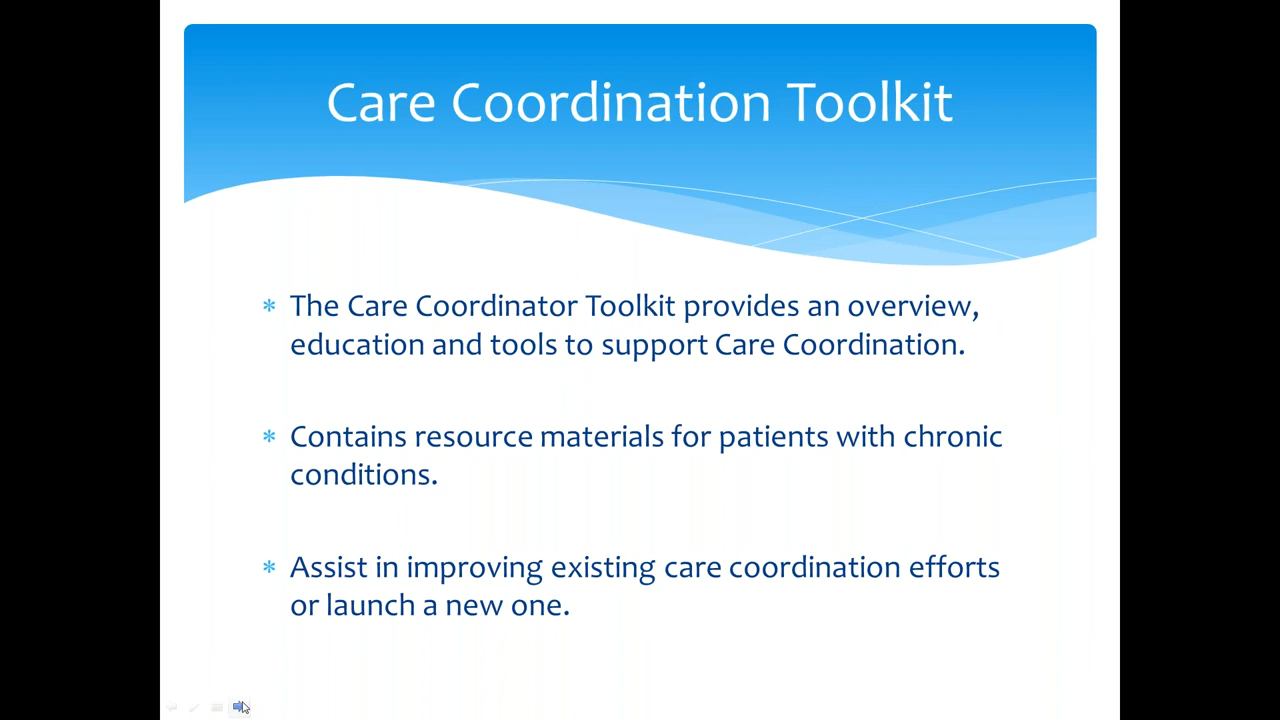 Care Coordination Toolkit
* The Care Coordinator Toolkit provides an overview,
education and tools to support Care Coordination.
* Contains resource materials for patients with chronic
conditions.
* Assist in improving existing care coordination efforts
or launch a new one.